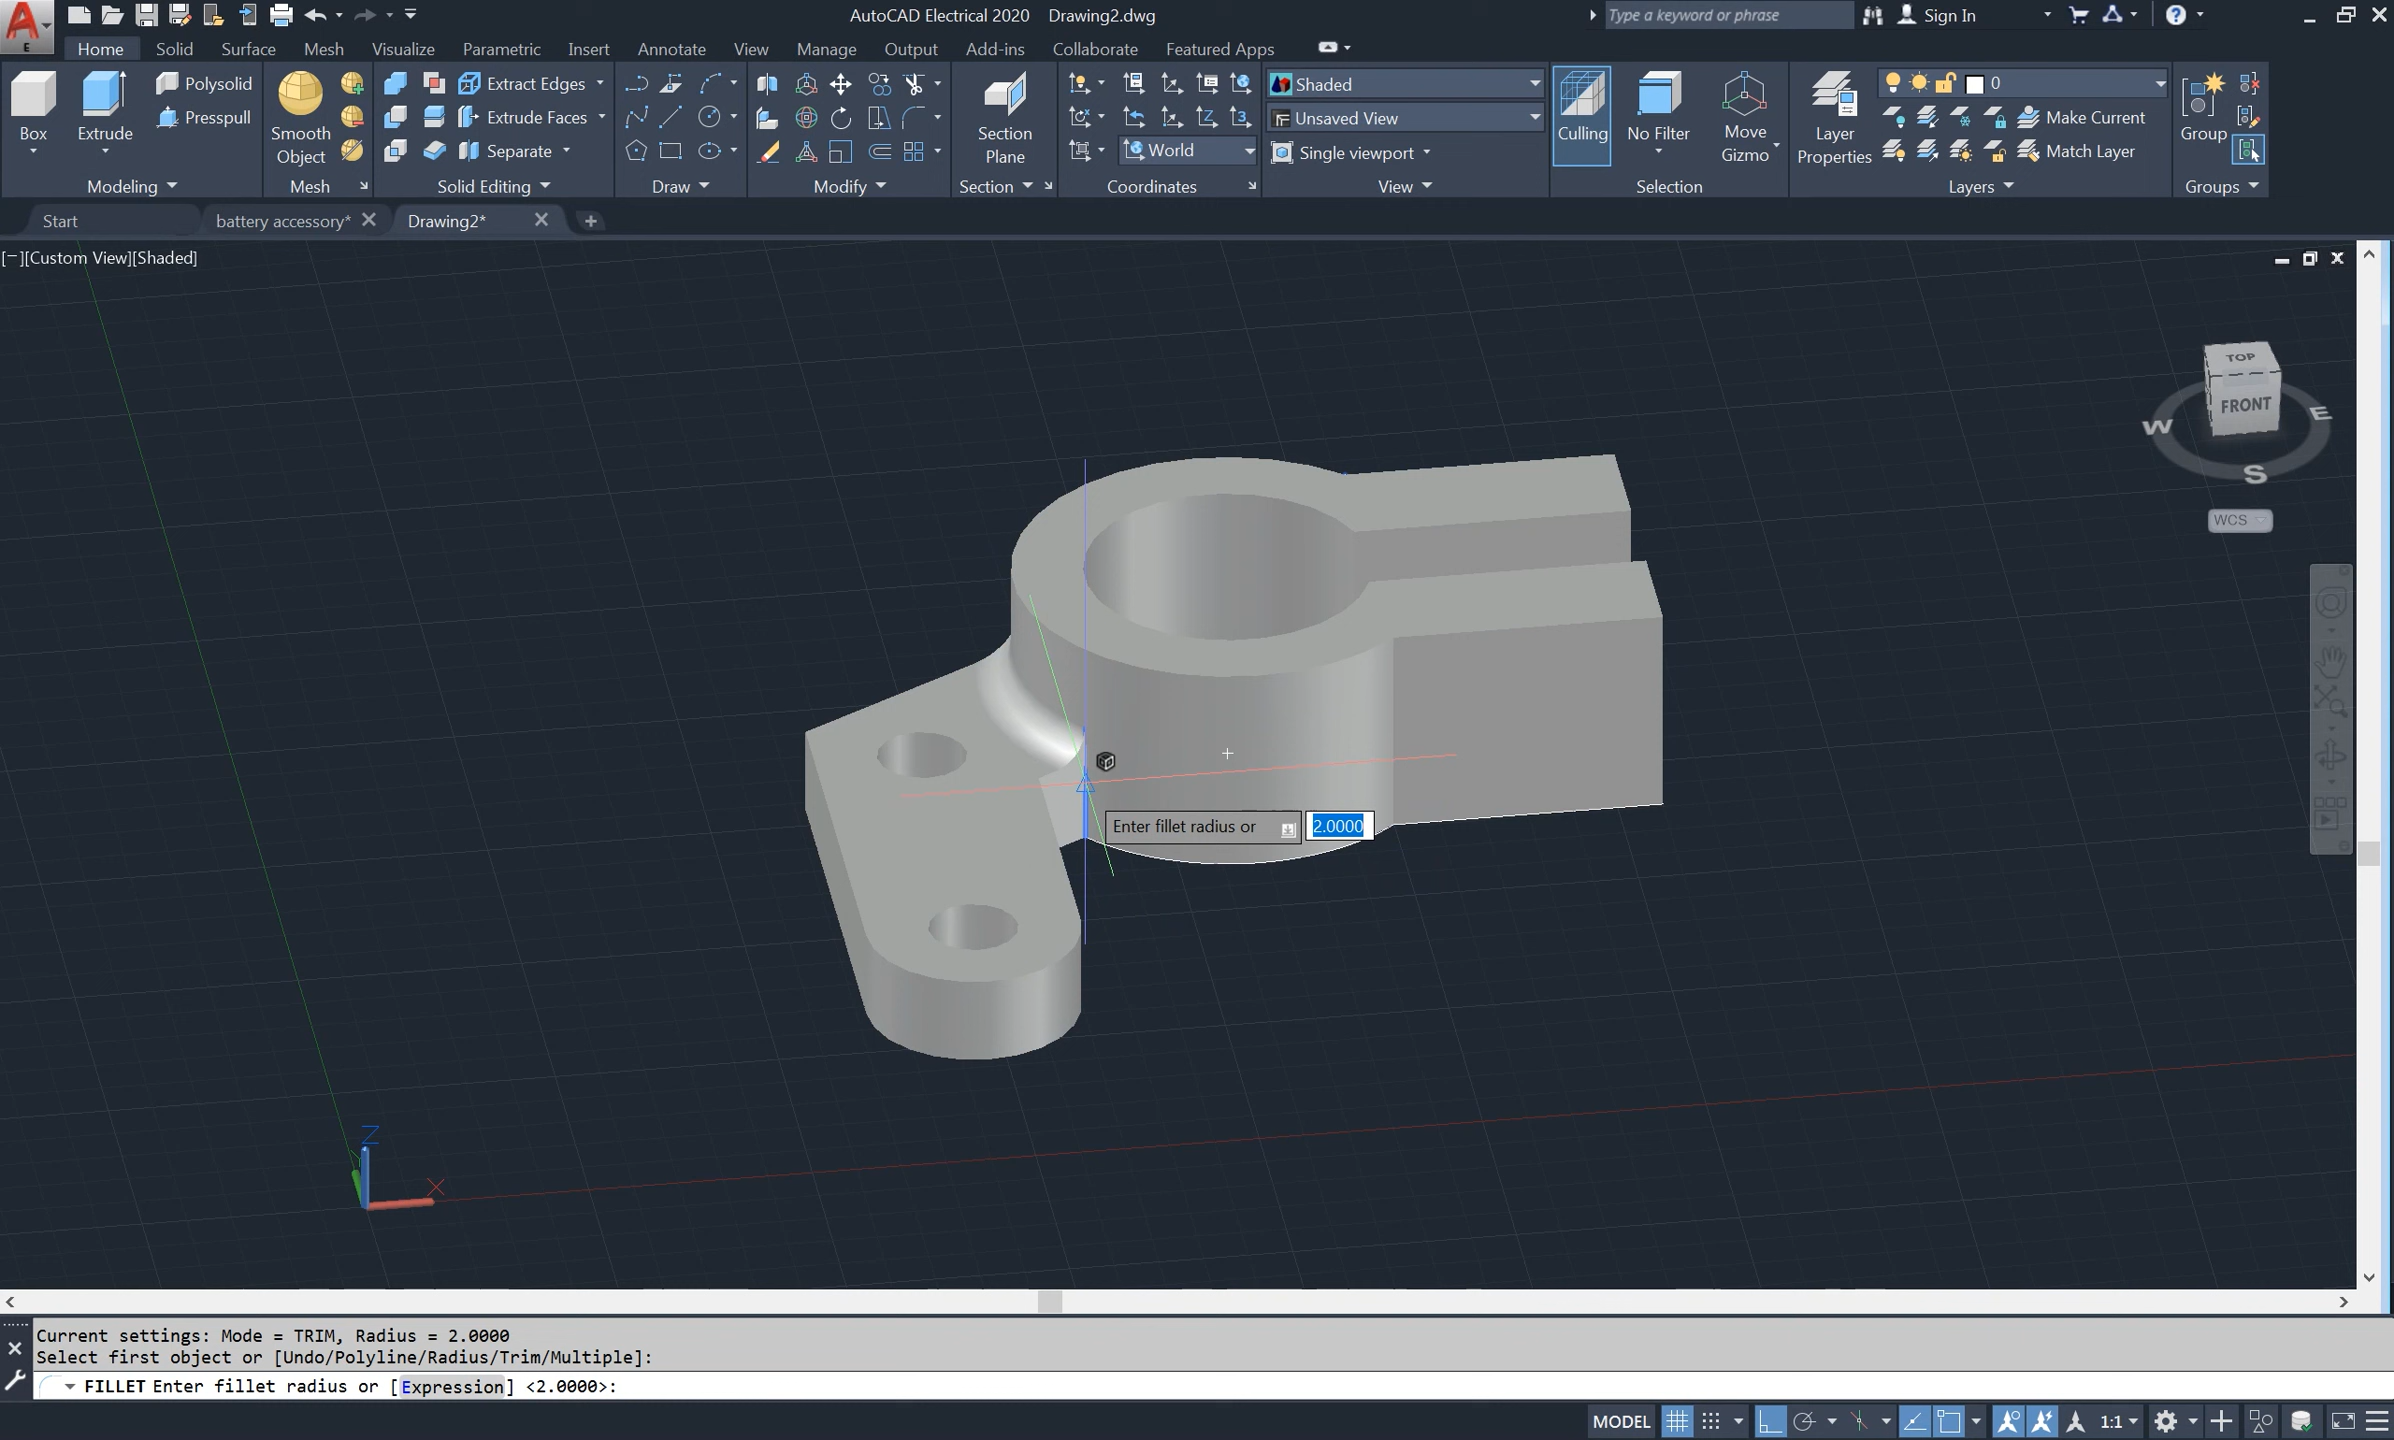 AutoCAD Electrical 2020 Drawing2.dwg
Type a keyword or phrase
Sign In
E
Home Solid Surface Mesh Visualize Parametric Insert Annotate View Manage Output Add-ins Collaborate Featured Apps
Box
Extrude
Polysolid
Presspull
Modeling
Smooth
Object
Mesh
Extract Edges
Extrude Faces
Separate
Solid Editing
Draw
Modify
Section
Plane
Section
World
Coordinates
Shaded
Unsaved View
Single viewport
View
Culling
No Filter
Move
Gizmo
Selection
Layer
Properties
0
Make Current
Match Layer
Layers
Group
Groups
Start
battery accessory*
Drawing2*
[−][Custom View][Shaded]
TOP
FRONT
W
E
S
WCS
Enter fillet radius or 2.0000
Z
X
Current settings: Mode = TRIM, Radius = 2.0000
Select first object or [Undo/Polyline/Radius/Trim/Multiple]:
FILLET Enter fillet radius or [Expression] <2.0000>:
MODEL
1:1